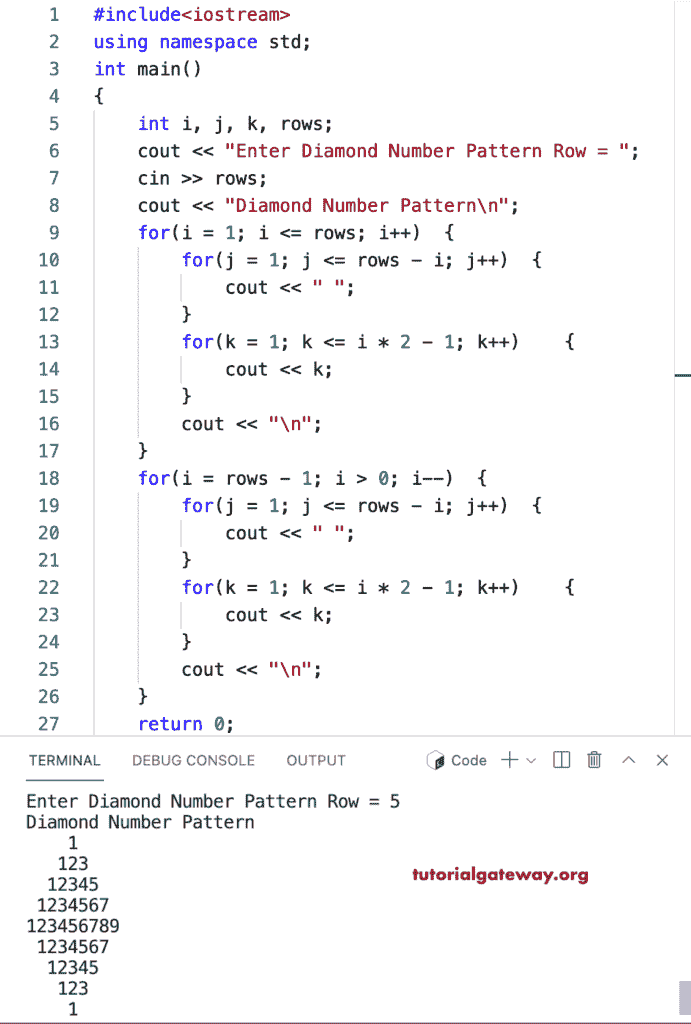 1 #include<iostream>
2 using namespace std;
3 int main()
4 {
5     int i, j, k, rows;
6     cout << "Enter Diamond Number Pattern Row = ";
7     cin >> rows;
8     cout << "Diamond Number Pattern\n";
9     for(i = 1; i <= rows; i++)  {
10         for(j = 1; j <= rows - i; j++)  {
11             cout << " ";
12         }
13         for(k = 1; k <= i * 2 - 1; k++)    {
14             cout << k;
15         }
16         cout << "\n";
17     }
18     for(i = rows - 1; i > 0; i--)  {
19         for(j = 1; j <= rows - i; j++)  {
20             cout << " ";
21         }
22         for(k = 1; k <= i * 2 - 1; k++)    {
23             cout << k;
24         }
25         cout << "\n";
26     }
27     return 0;
TERMINAL DEBUG CONSOLE OUTPUT Code
Enter Diamond Number Pattern Row = 5
Diamond Number Pattern
    1
   123
  12345
 1234567
123456789
 1234567
  12345
   123
    1
tutorialgateway.org